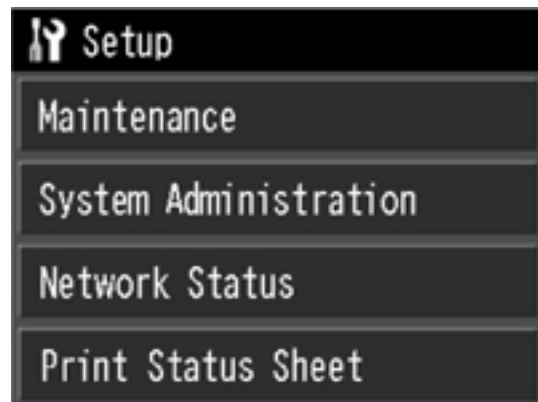 Setup
Maintenance
System Administration
Network Status
Print Status Sheet